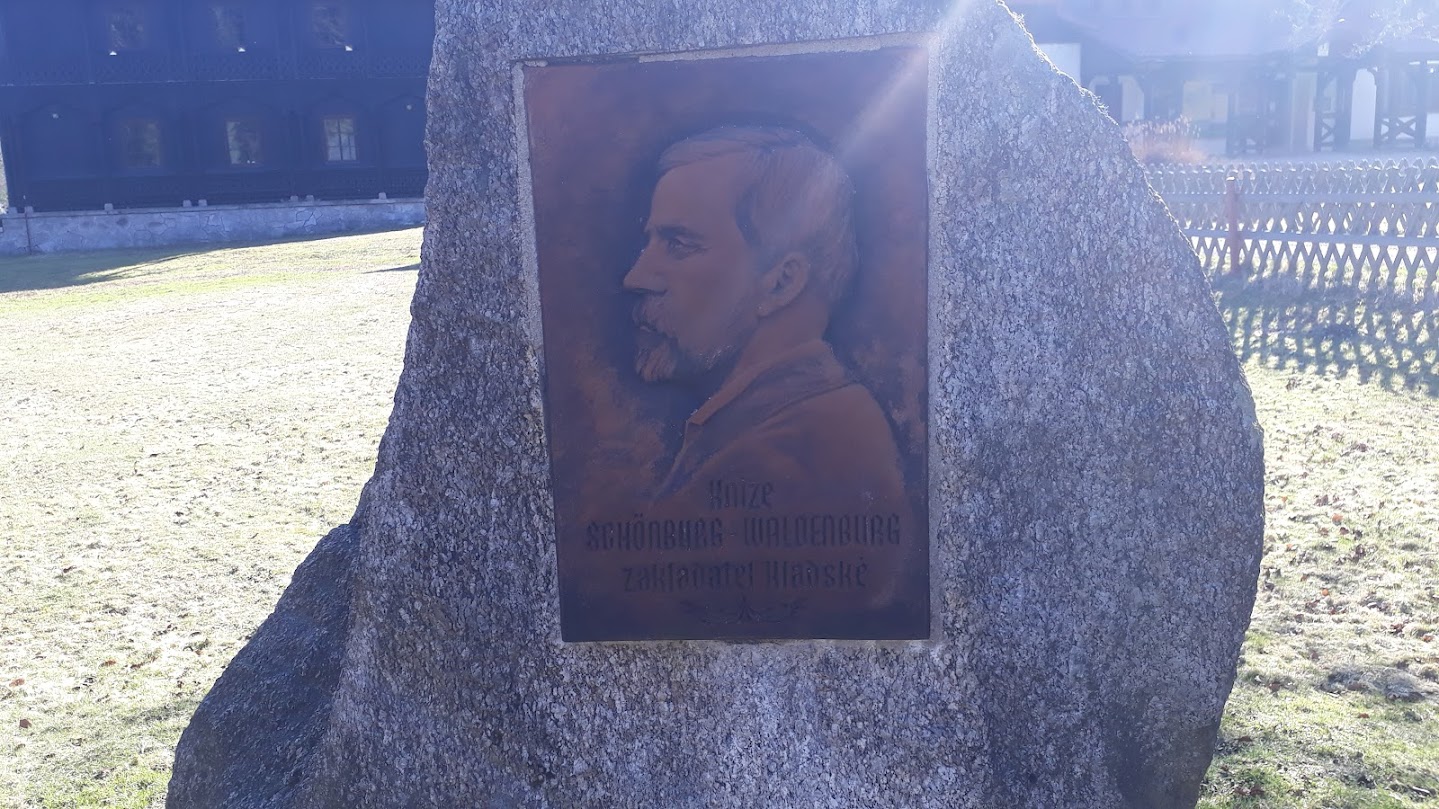 Kníže
SCHÖNBURG - WALDENBURG
zakladatel Kladské